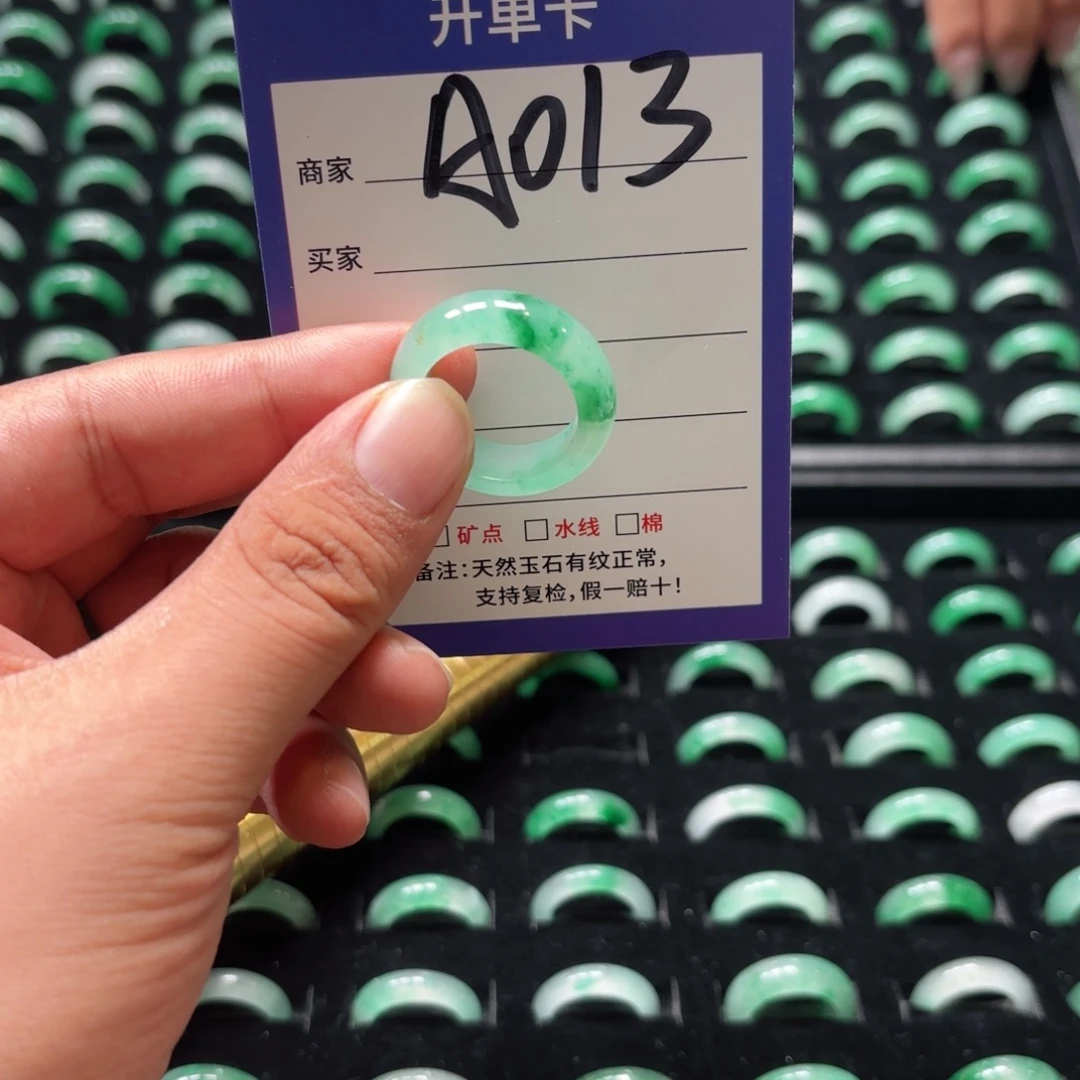 开单卡
商家 A013
买家
□矿点 □水线 □棉
备注:天然玉石有纹正常,
支持复检,假一赔十!